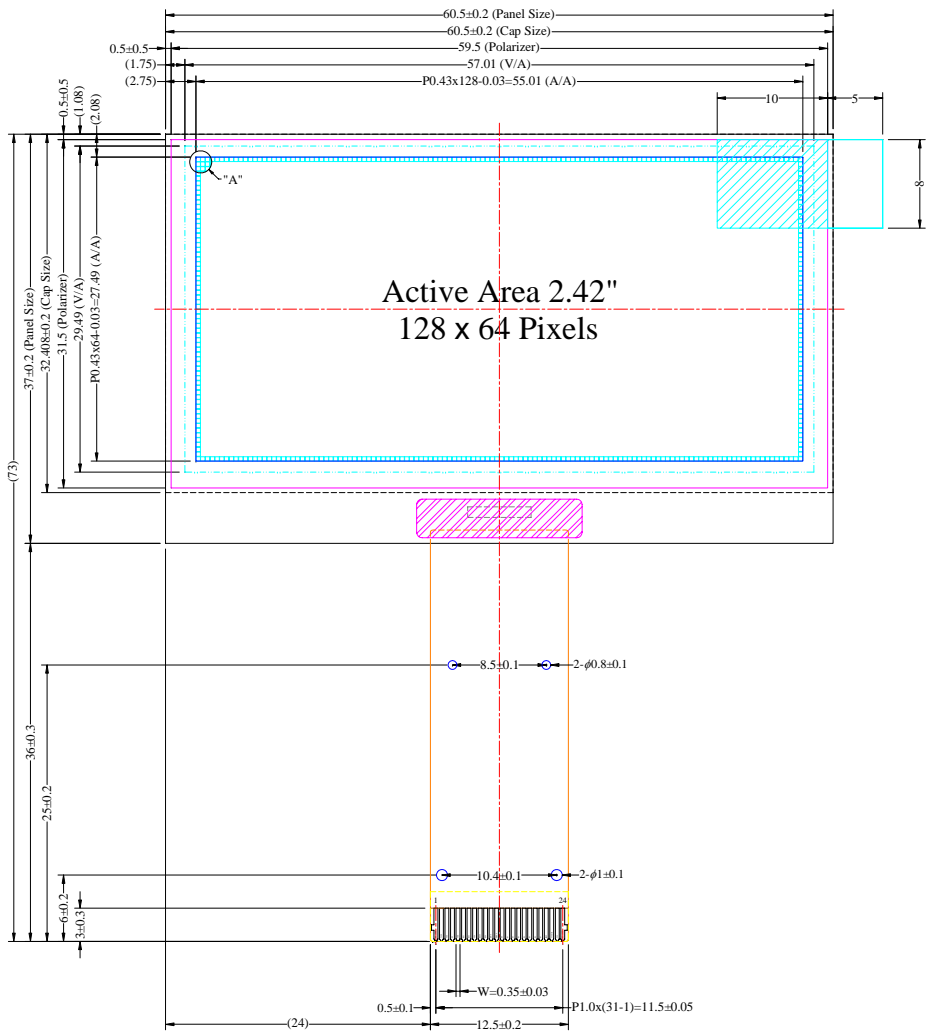 60.5±0.2 (Panel Size)
60.5±0.2 (Cap Size)
0.5±0.5
59.5 (Polarizer)
(1.75)
57.01 (V/A)
(2.75)
P0.43x128-0.03=55.01 (A/A)
0.5±0.5
(1.08)
(2.08)
10
5
8
"A"
Active Area 2.42"
128 x 64 Pixels
(73)
37±0.2 (Panel Size)
32.408±0.2 (Cap Size)
31.5 (Polarizer)
29.49 (V/A)
P0.43x64-0.03=27.49 (A/A)
8.5±0.1
2-ϕ0.8±0.1
36±0.3
25±0.2
10.4±0.1
2-ϕ1±0.1
6±0.2
3±0.3
1
24
W=0.35±0.03
0.5±0.1
P1.0x(31-1)=11.5±0.05
(24)
12.5±0.2